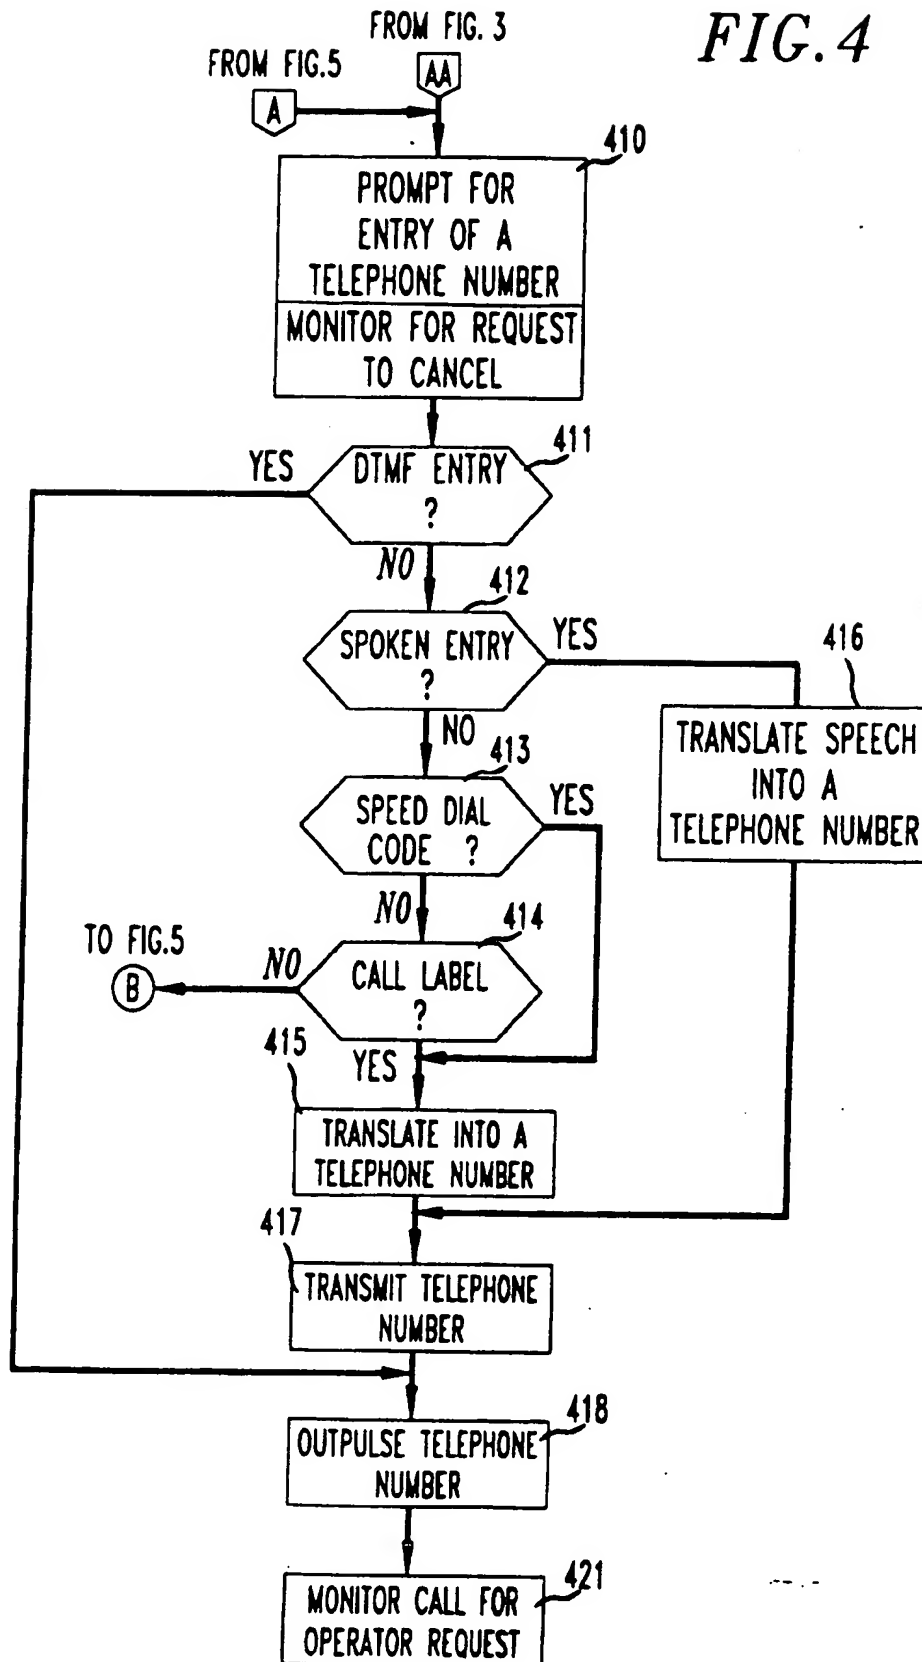 FROM FIG. 3
FIG. 4
FROM FIG.5
AA
A
410
PROMPT FOR
ENTRY OF A
TELEPHONE NUMBER
MONITOR FOR REQUEST
TO CANCEL
411
YES
DTMF ENTRY
?
NO
412
SPOKEN ENTRY
?
YES
416
TRANSLATE SPEECH
INTO A
TELEPHONE NUMBER
NO
413
SPEED DIAL
CODE ?
YES
NO
414
TO FIG.5
B
NO
CALL LABEL
?
415
YES
TRANSLATE INTO A
TELEPHONE NUMBER
417
TRANSMIT TELEPHONE
NUMBER
418
OUTPULSE TELEPHONE
NUMBER
421
MONITOR CALL FOR
OPERATOR REQUEST